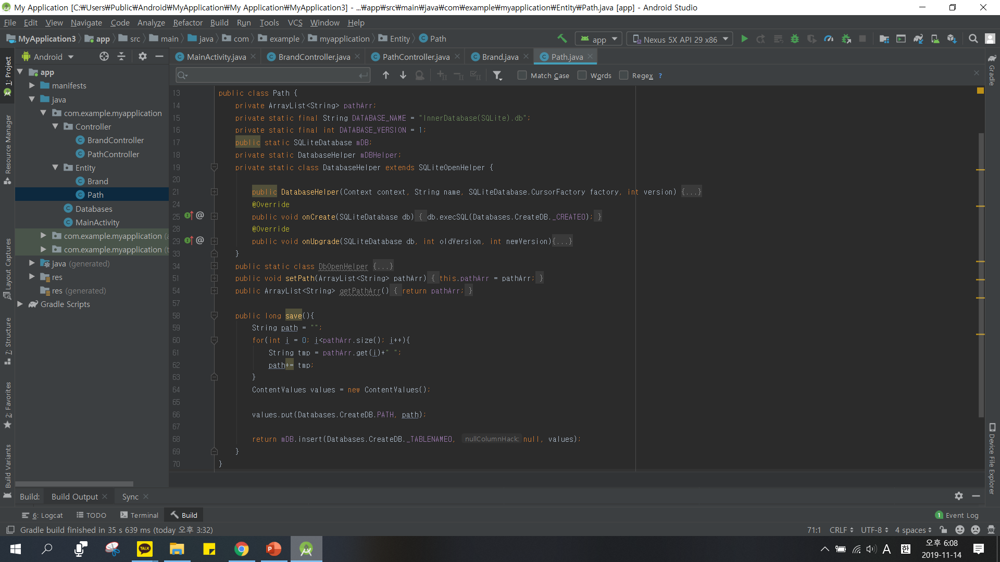 My Application [C:₩Users₩Public₩Android₩MyApplication₩My Application₩MyApplication3] - ...₩app₩src₩main₩java₩com₩example₩myapplication₩Entity₩Path.java [app] - Android Studio
File Edit View Navigate Code Analyze Refactor Build Run Tools VCS Window Help
MyApplication3 app src main java com example myapplication Entity Path app Nexus 5X API 29 x86
Android MainActivity.java BrandController.java PathController.java Brand.java Path.java
Match Case Words Regex ?
1: Project
Resource Manager
Layout Captures
7: Structure
2: Favorites
Build Variants
app
manifests
java
com.example.myapplication
Controller
BrandController
PathController
Entity
Brand
Path
Databases
MainActivity
com.example.myapplication (a
com.example.myapplication (t
java (generated)
res
res (generated)
Gradle Scripts
13 public class Path {
14 private ArrayList<String> pathArr;
15 private static final String DATABASE_NAME = "InnerDatabase(SQLite).db";
16 private static final int DATABASE_VERSION = 1;
17 public static SQLiteDatabase mDB;
18 private static DatabaseHelper mDBHelper;
19 private static class DatabaseHelper extends SQLiteOpenHelper {
20
21 public DatabaseHelper(Context context, String name, SQLiteDatabase.CursorFactory factory, int version) {...}
24 @Override
25 public void onCreate(SQLiteDatabase db) { db.execSQL(Databases.CreateDB._CREATE0); }
28 @Override
29 public void onUpgrade(SQLiteDatabase db, int oldVersion, int newVersion){...}
33 }
34 public static class DbOpenHelper {...}
51 public void setPath(ArrayList<String> pathArr) { this.pathArr = pathArr; }
54 public ArrayList<String> getPathArr() { return pathArr; }
57
58 public long save(){
59 String path = "";
60 for(int i = 0; i<pathArr.size(); i++){
61 String tmp = pathArr.get(i)+" ";
62 path+= tmp;
63 }
64 ContentValues values = new ContentValues();
65
66 values.put(Databases.CreateDB.PATH, path);
67
68 return mDB.insert(Databases.CreateDB._TABLENAME0, nullColumnHack: null, values);
69 }
70 }
Gradle
Device File Explorer
Build: Build Output Sync
6: Logcat TODO Terminal Build 1 Event Log
Gradle build finished in 35 s 639 ms (today 오후 3:32) 71:1 CRLF UTF-8 4 spaces
TALK
A 한 오후 6:08
2019-11-14